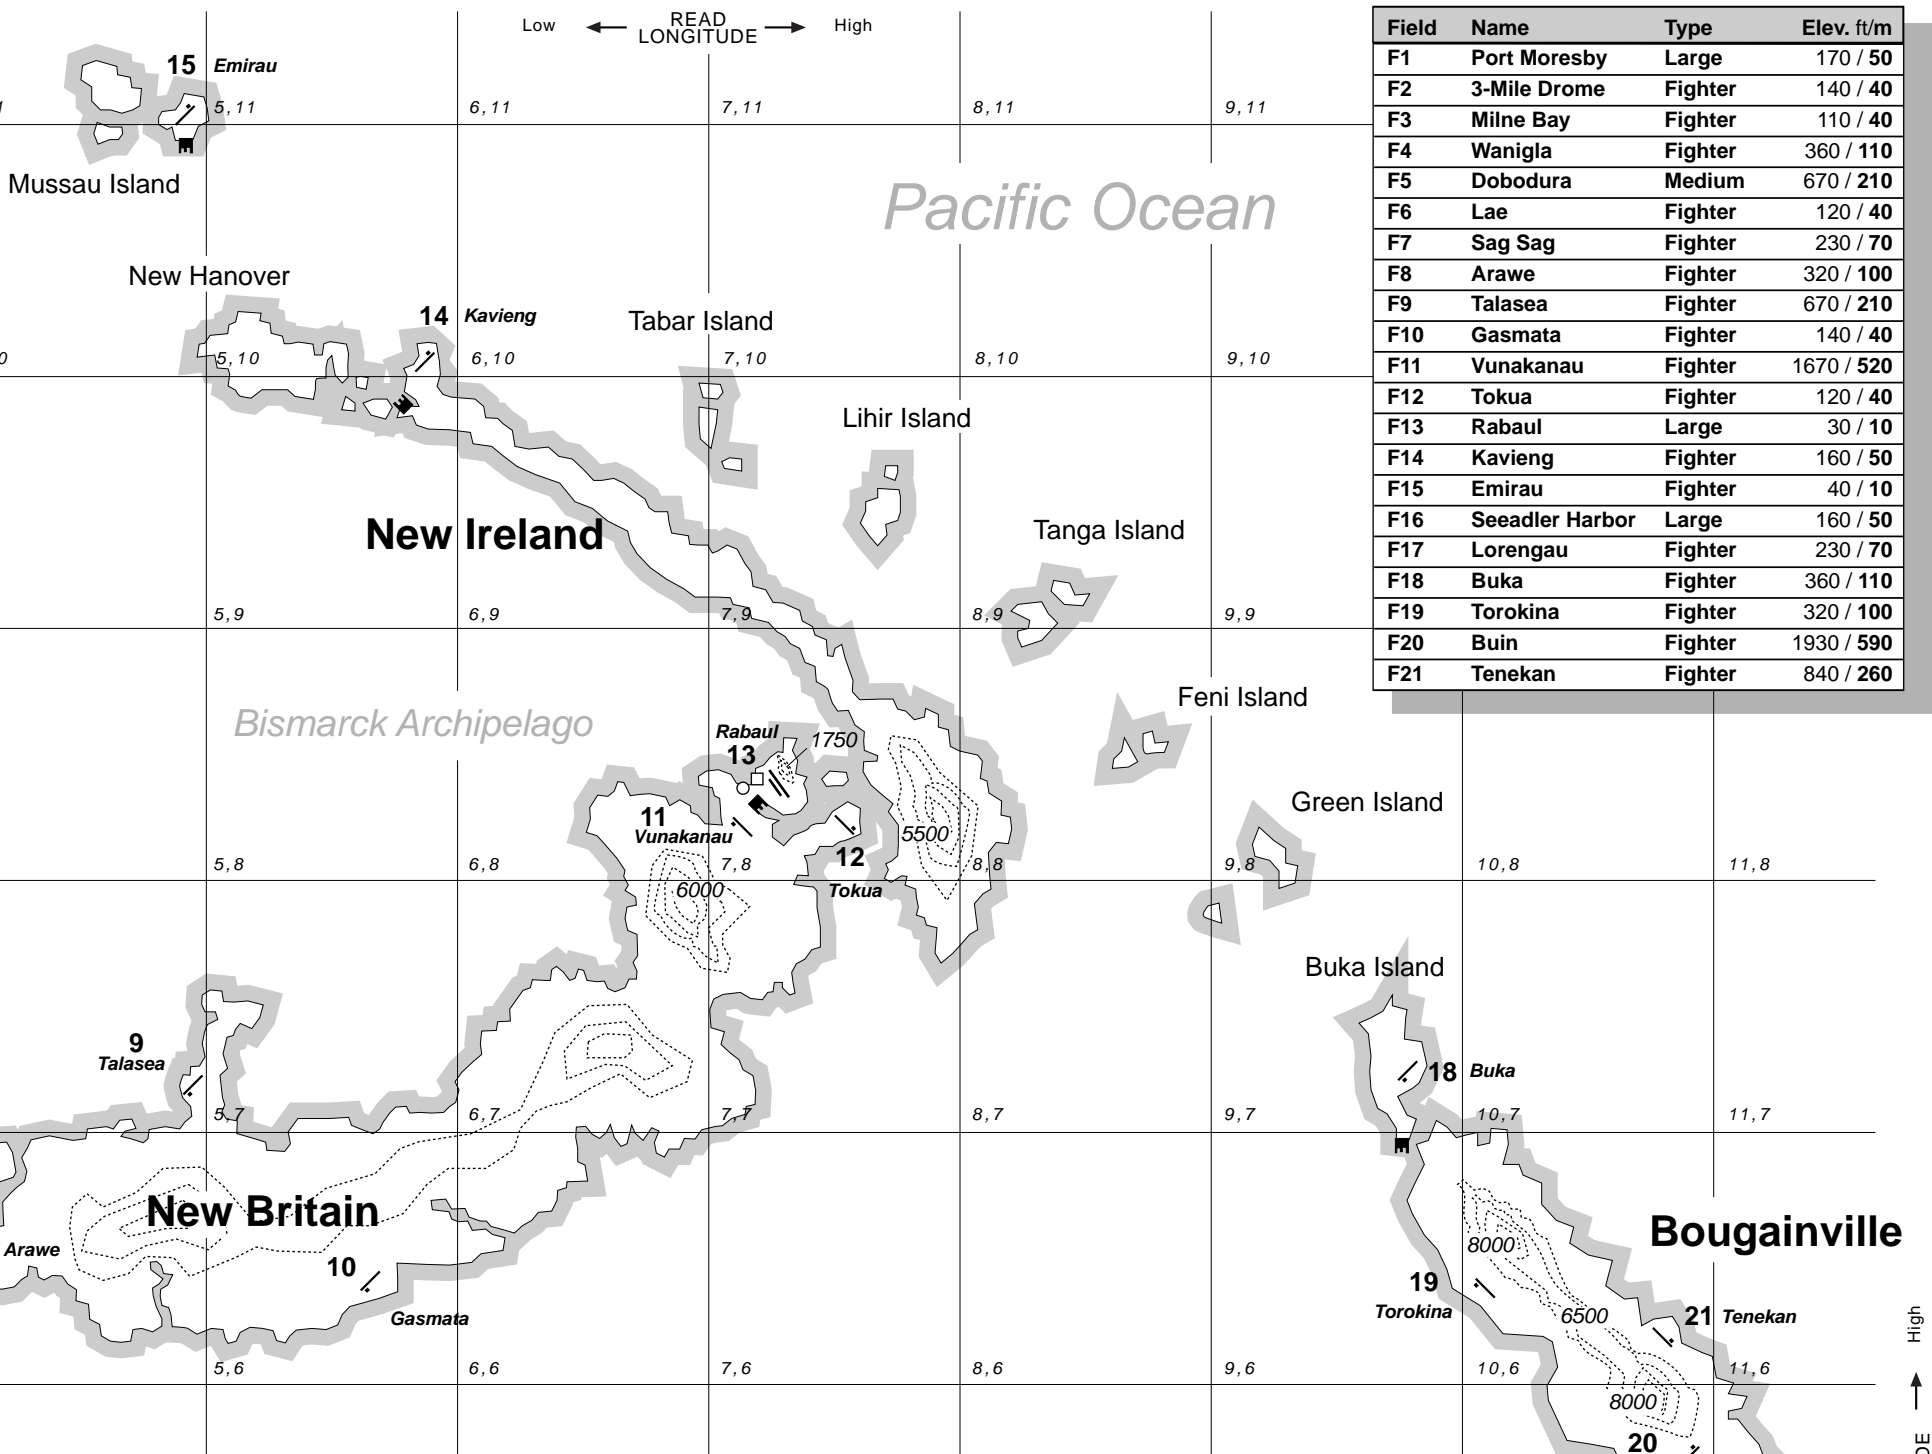 Low
READ
LONGITUDE
High
Field Name Type Elev. ft/m
F1 Port Moresby Large 170 / 50
F2 3-Mile Drome Fighter 140 / 40
F3 Milne Bay Fighter 110 / 40
F4 Wanigla Fighter 360 / 110
F5 Dobodura Medium 670 / 210
F6 Lae Fighter 120 / 40
F7 Sag Sag Fighter 230 / 70
F8 Arawe Fighter 320 / 100
F9 Talasea Fighter 670 / 210
F10 Gasmata Fighter 140 / 40
F11 Vunakanau Fighter 1670 / 520
F12 Tokua Fighter 120 / 40
F13 Rabaul Large 30 / 10
F14 Kavieng Fighter 160 / 50
F15 Emirau Fighter 40 / 10
F16 Seeadler Harbor Large 160 / 50
F17 Lorengau Fighter 230 / 70
F18 Buka Fighter 360 / 110
F19 Torokina Fighter 320 / 100
F20 Buin Fighter 1930 / 590
F21 Tenekan Fighter 840 / 260
15 Emirau
5,11 6,11 7,11 8,11 9,11
Mussau Island
Pacific Ocean
New Hanover
14 Kavieng
Tabar Island
5,10 6,10 7,10 8,10 9,10
Lihir Island
New Ireland
Tanga Island
5,9 6,9 7,9 8,9 9,9
Feni Island
Bismarck Archipelago
Rabaul
13
1750
Green Island
11
Vunakanau
5500
12
Tokua
5,8 6,8 7,8 8,8 9,8 10,8 11,8
6000
Buka Island
9
Talasea
18 Buka
5,7 6,7 7,7 8,7 9,7 10,7 11,7
New Britain
Bougainville
Arawe
8000
10
Gasmata
19
Torokina
6500
21 Tenekan
High
5,6 6,6 7,6 8,6 9,6 10,6 11,6
8000
20